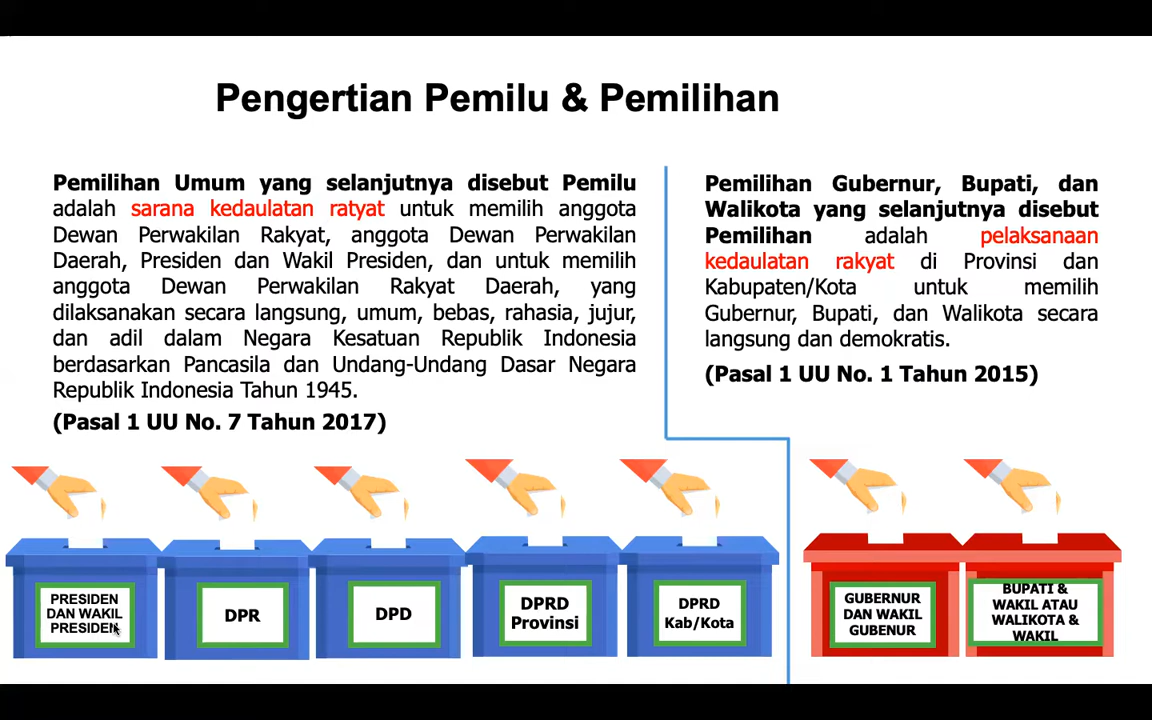 Pengertian Pemilu & Pemilihan
Pemilihan Umum yang selanjutnya disebut Pemilu
adalah sarana kedaulatan ratyat untuk memilih anggota
Dewan Perwakilan Rakyat, anggota Dewan Perwakilan
Daerah, Presiden dan Wakil Presiden, dan untuk memilih
anggota Dewan Perwakilan Rakyat Daerah, yang
dilaksanakan secara langsung, umum, bebas, rahasia, jujur,
dan adil dalam Negara Kesatuan Republik Indonesia
berdasarkan Pancasila dan Undang-Undang Dasar Negara
Republik Indonesia Tahun 1945.
(Pasal 1 UU No. 7 Tahun 2017)
Pemilihan Gubernur, Bupati, dan
Walikota yang selanjutnya disebut
Pemilihan adalah pelaksanaan
kedaulatan rakyat di Provinsi dan
Kabupaten/Kota untuk memilih
Gubernur, Bupati, dan Walikota secara
langsung dan demokratis.
(Pasal 1 UU No. 1 Tahun 2015)
PRESIDEN
DAN WAKIL
PRESIDEN
DPR
DPD
DPRD
Provinsi
DPRD
Kab/Kota
GUBERNUR
DAN WAKIL
GUBENUR
BUPATI &
WAKIL ATAU
WALIKOTA &
WAKIL